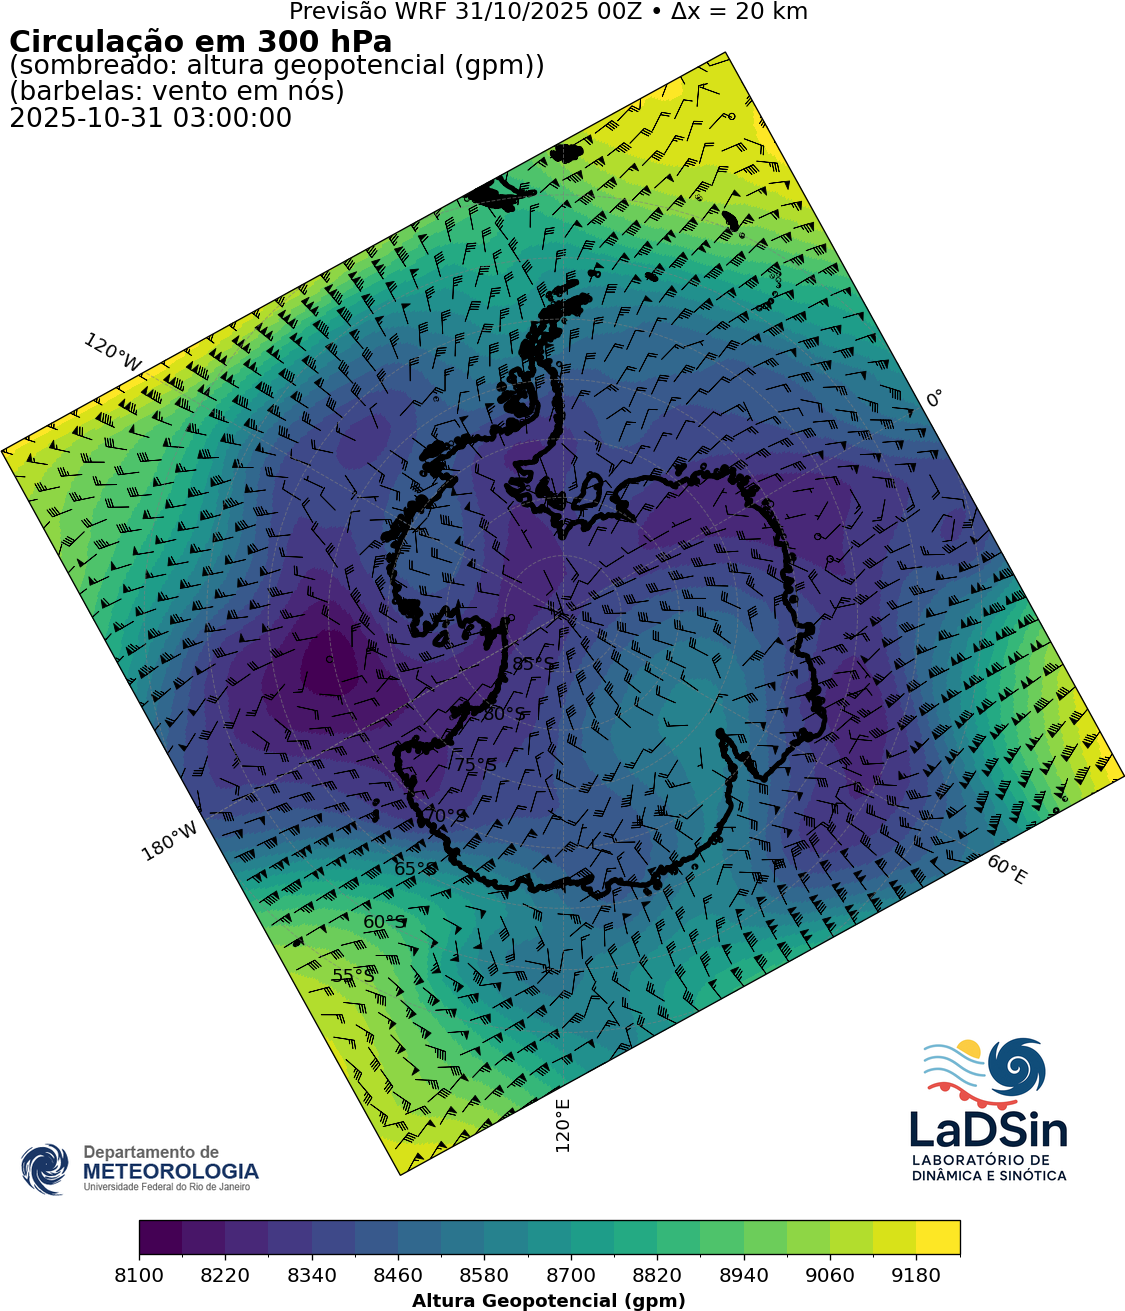 Previsão WRF 31/10/2025 00Z • Δx = 20 km
Circulação em 300 hPa
(sombreado: altura geopotencial (gpm))
(barbelas: vento em nós)
2025-10-31 03:00:00
120°W
0°
85°S
80°S
75°S
70°S
180°W
65°S
60°E
60°S
55°S
120°E
LaDSin
LABORATÓRIO DE
DINÂMICA E SINÓTICA
Departamento de
METEOROLOGIA
Universidade Federal do Rio de Janeiro
8100 8220 8340 8460 8580 8700 8820 8940 9060 9180
Altura Geopotencial (gpm)